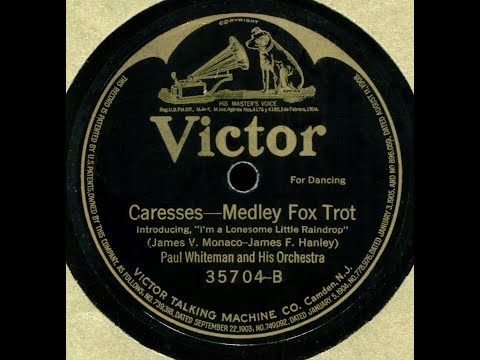 COPYRIGHT
HIS MASTER'S VOICE
Victor
For Dancing
Caresses—Medley Fox Trot
Introducing, "I'm a Lonesome Little Raindrop"
(James V. Monaco–James F. Hanley)
Paul Whiteman and His Orchestra
35704-B
VICTOR TALKING MACHINE CO. Camden, N.J.